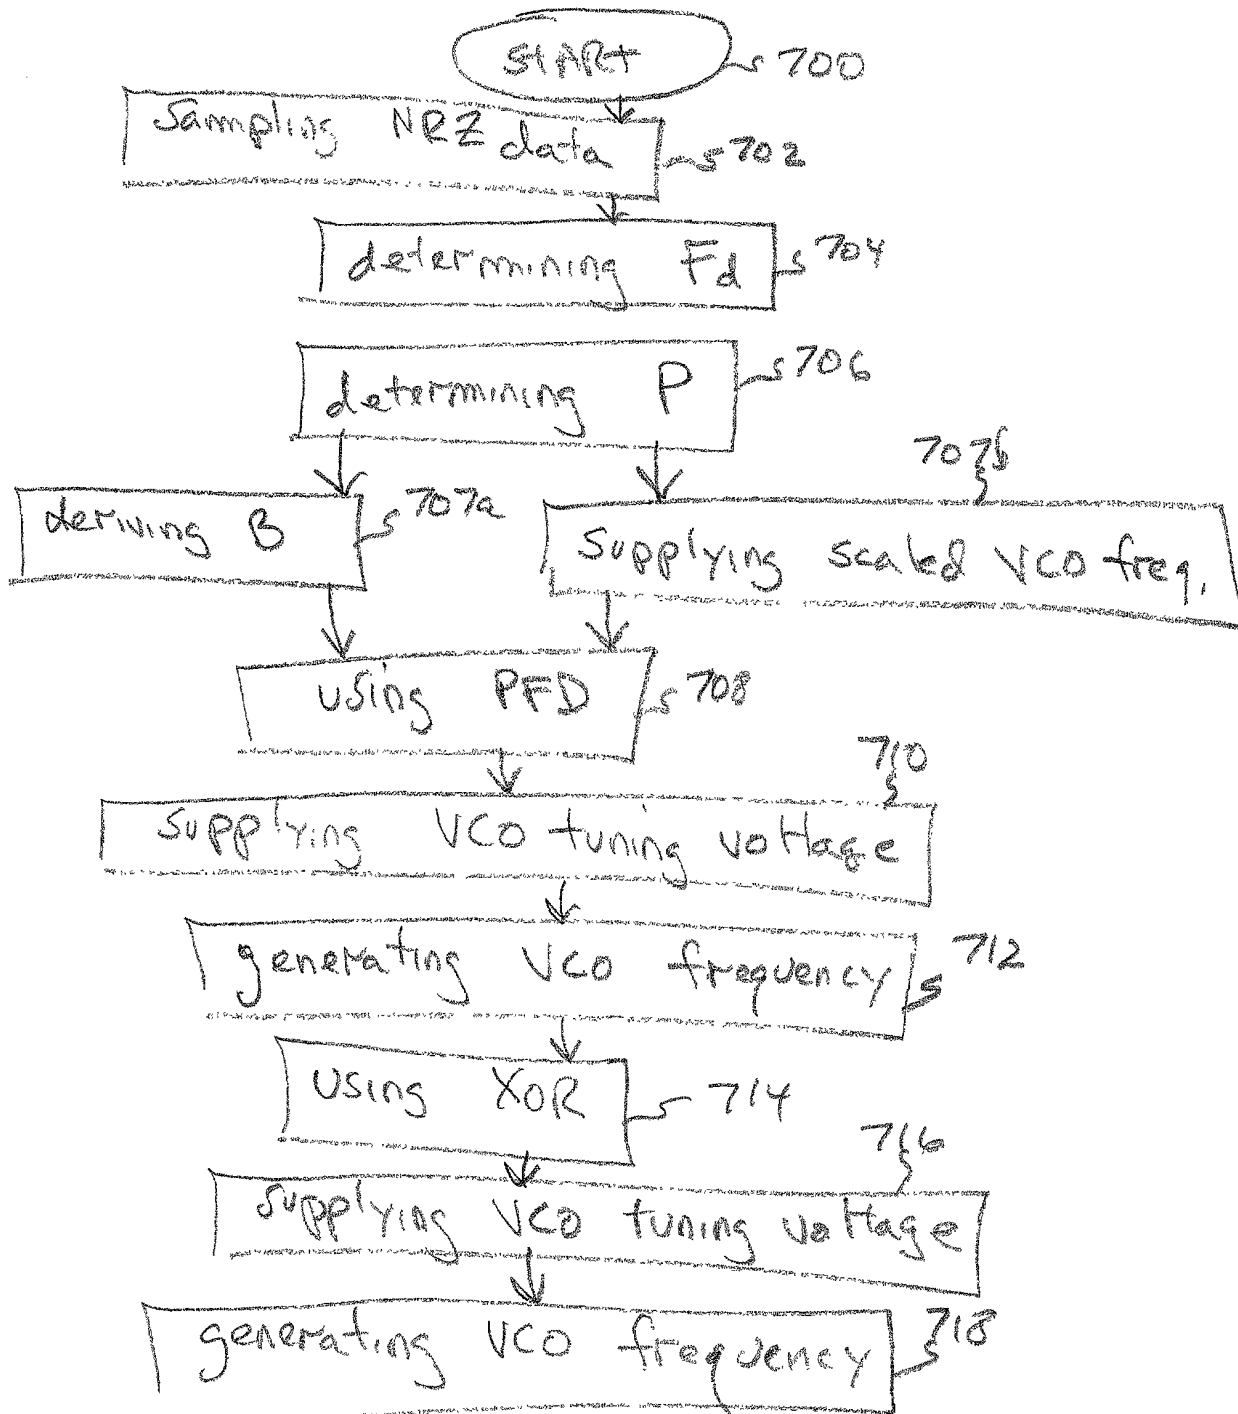 START 700
Sampling NRZ data 702
determining Fd 704
determining P 706
707b
deriving B 707a
Supplying scaled VCO freq.
using PFD 708
710
supplying VCO tuning voltage
generating VCO frequency 712
using XOR 714
716
supplying VCO tuning voltage
generating VCO frequency 718